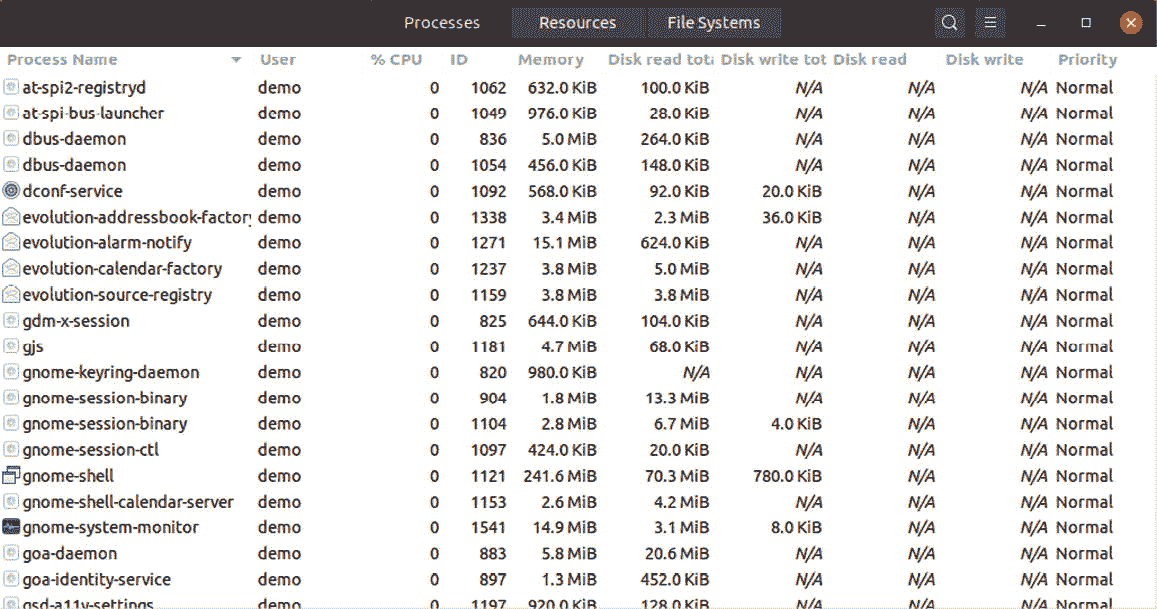 Processes Resources File Systems
Process Name User % CPU ID Memory Disk read tota Disk write tot Disk read Disk write Priority
at-spi2-registryd demo 0 1062 632.0 KiB 100.0 KiB N/A N/A N/A Normal
at-spi-bus-launcher demo 0 1049 976.0 KiB 28.0 KiB N/A N/A N/A Normal
dbus-daemon demo 0 836 5.0 MiB 264.0 KiB N/A N/A N/A Normal
dbus-daemon demo 0 1054 456.0 KiB 148.0 KiB N/A N/A N/A Normal
dconf-service demo 0 1092 568.0 KiB 92.0 KiB 20.0 KiB N/A N/A Normal
evolution-addressbook-factory demo 0 1338 3.4 MiB 2.3 MiB 36.0 KiB N/A N/A Normal
evolution-alarm-notify demo 0 1271 15.1 MiB 624.0 KiB N/A N/A N/A Normal
evolution-calendar-factory demo 0 1237 3.8 MiB 5.0 MiB N/A N/A N/A Normal
evolution-source-registry demo 0 1159 3.8 MiB 3.8 MiB N/A N/A N/A Normal
gdm-x-session demo 0 825 644.0 KiB 104.0 KiB N/A N/A N/A Normal
gjs demo 0 1181 4.7 MiB 68.0 KiB N/A N/A N/A Normal
gnome-keyring-daemon demo 0 820 980.0 KiB N/A N/A N/A N/A Normal
gnome-session-binary demo 0 904 1.8 MiB 13.3 MiB N/A N/A N/A Normal
gnome-session-binary demo 0 1104 2.8 MiB 6.7 MiB 4.0 KiB N/A N/A Normal
gnome-session-ctl demo 0 1097 424.0 KiB 20.0 KiB N/A N/A N/A Normal
gnome-shell demo 0 1121 241.6 MiB 70.3 MiB 780.0 KiB N/A N/A Normal
gnome-shell-calendar-server demo 0 1153 2.6 MiB 4.2 MiB N/A N/A N/A Normal
gnome-system-monitor demo 0 1541 14.9 MiB 3.1 MiB 8.0 KiB N/A N/A Normal
goa-daemon demo 0 883 5.8 MiB 20.6 MiB N/A N/A N/A Normal
goa-identity-service demo 0 897 1.3 MiB 452.0 KiB N/A N/A N/A Normal
gsd-a11y-settings demo 0 1197 920.0 KiB 128.0 KiB N/A N/A N/A Normal